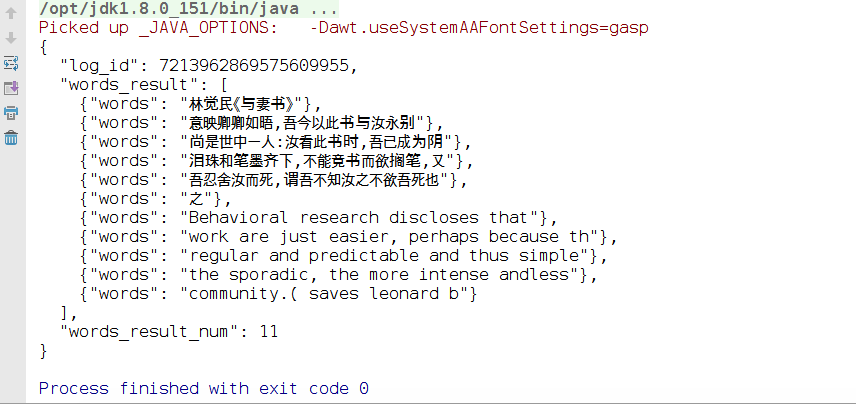 /opt/jdk1.8.0_151/bin/java ...
Picked up _JAVA_OPTIONS:   -Dawt.useSystemAAFontSettings=gasp
{
  "log_id": 7213962869575609955,
  "words_result": [
    {"words": "林觉民《与妻书》"},
    {"words": "意映卿卿如晤,吾今以此书与汝永别"},
    {"words": "尚是世中一人:汝看此书时,吾已成为阴"},
    {"words": "泪珠和笔墨齐下,不能竟书而欲搁笔,又"},
    {"words": "吾忍舍汝而死,谓吾不知汝之不欲吾死也"},
    {"words": "之"},
    {"words": "Behavioral research discloses that"},
    {"words": "work are just easier, perhaps because th"},
    {"words": "regular and predictable and thus simple"},
    {"words": "the sporadic, the more intense andless"},
    {"words": "community.( saves leonard b"}
  ],
  "words_result_num": 11
}
Process finished with exit code 0